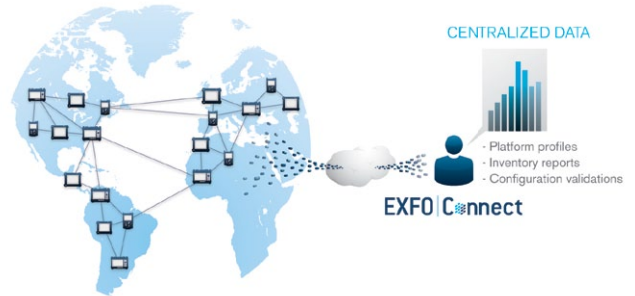 CENTRALIZED DATA
· Platform profiles
· Inventory reports
· Configuration validations
EXFO | Connect